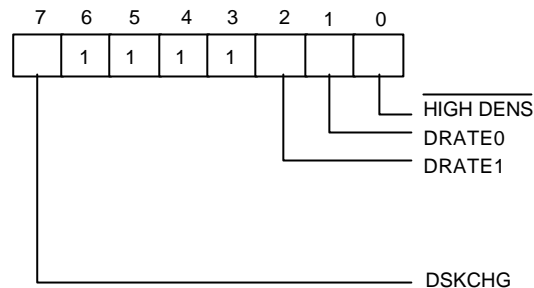 7 6 5 4 3 2 1 0
1 1 1 1
HIGH DENS
DRATE0
DRATE1
DSKCHG